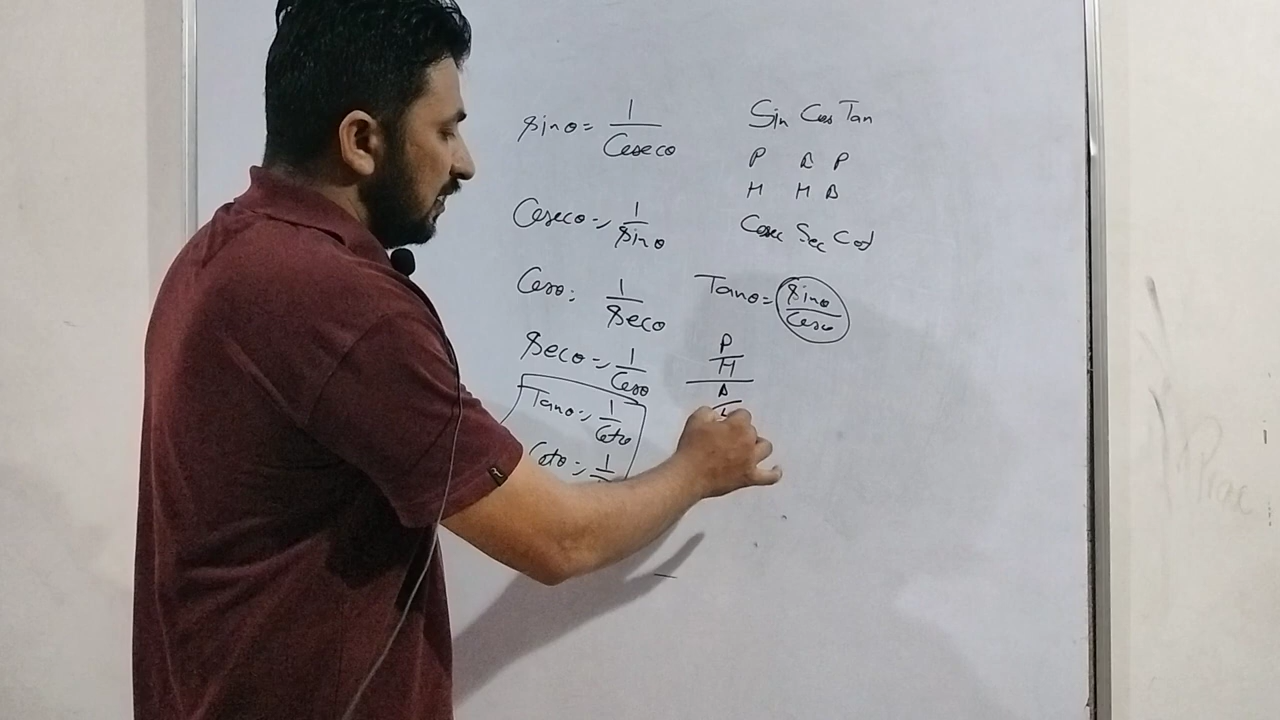 sinθ = 1/Cosecθ
Cosecθ = 1/sinθ
Cosθ = 1/Secθ
Secθ = 1/Cosθ
Tanθ = 1/Cotθ
Cotθ = 1/
Sin Cos Tan
P B P
H H B
Cosec Sec Cot
Tanθ = sinθ/Cosθ
P/H
B